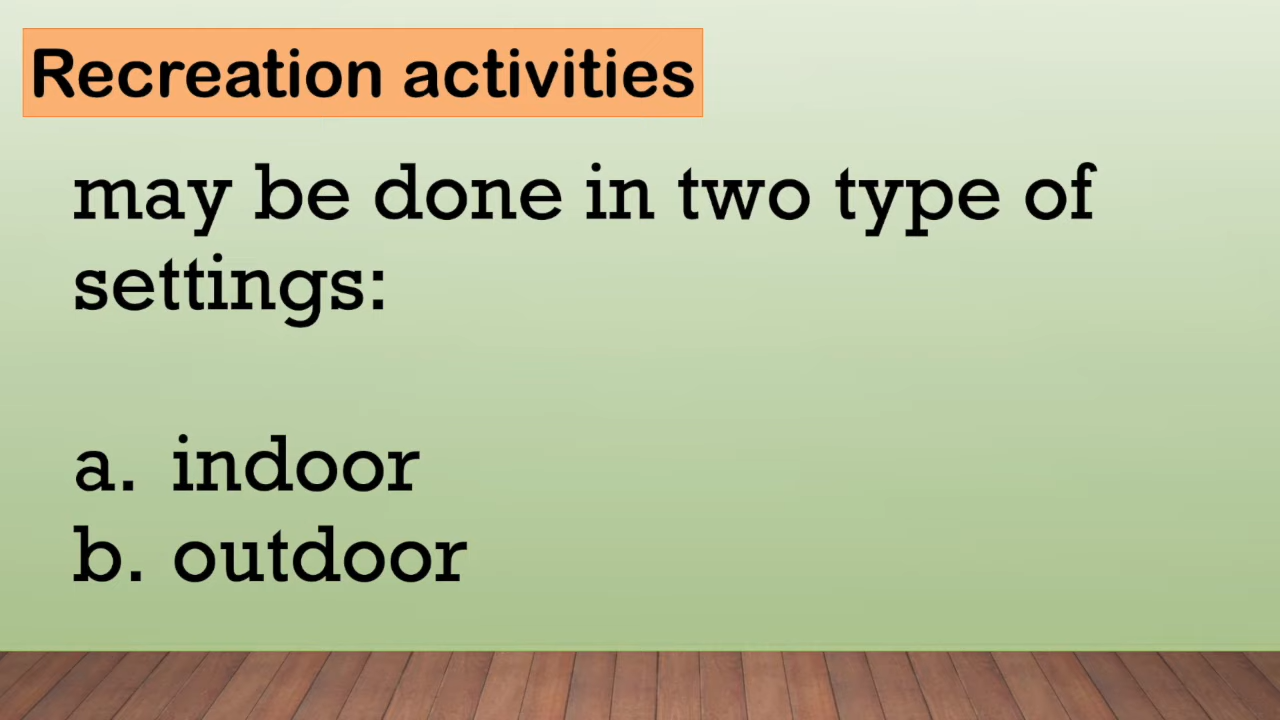 Recreation activities
may be done in two type of
settings:
a. indoor
b. outdoor